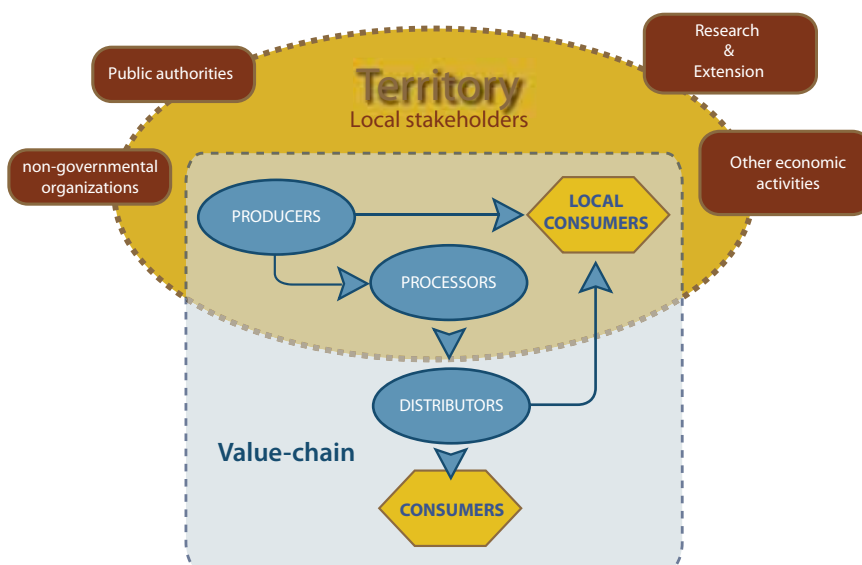 Research
&
Extension
Public authorities
Territory
Local stakeholders
non-governmental
organizations
Other economic
activities
PRODUCERS
LOCAL
CONSUMERS
PROCESSORS
DISTRIBUTORS
Value-chain
CONSUMERS